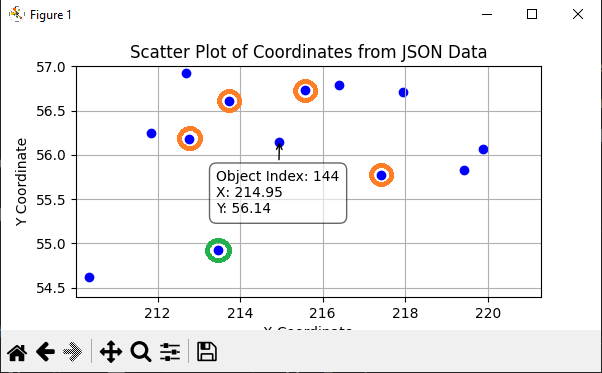 Figure 1
Scatter Plot of Coordinates from JSON Data
57.0
56.5
56.0
55.5
55.0
54.5
Y Coordinate
Object Index: 144
X: 214.95
Y: 56.14
212
214
216
218
220
X Coordinate